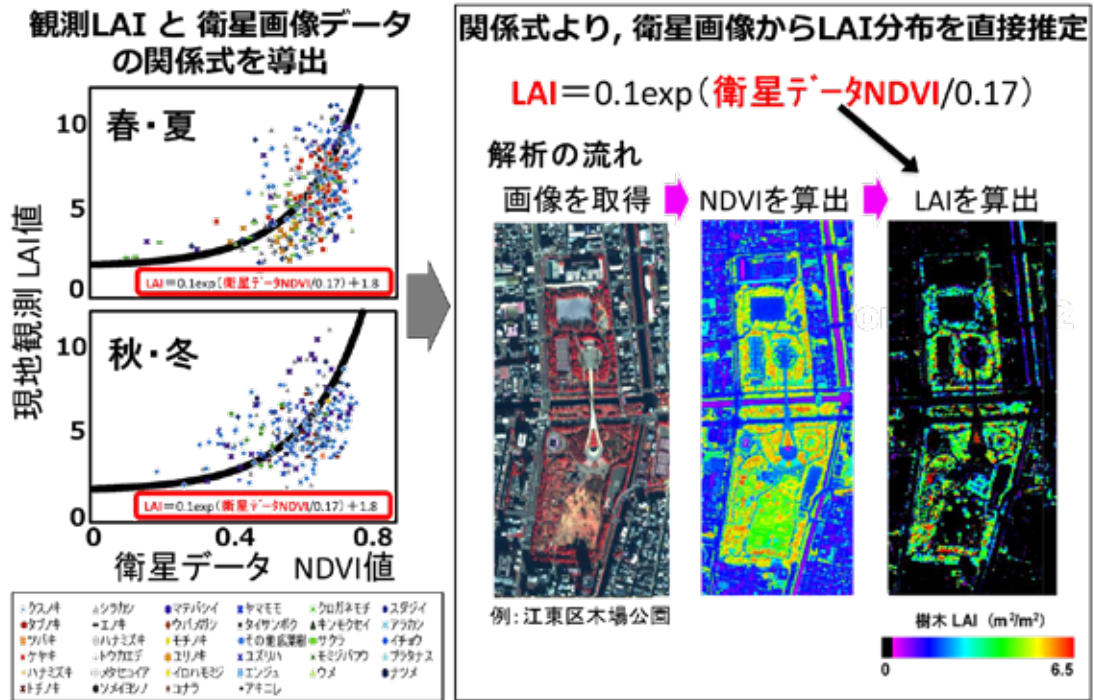 観測LAI と 衛星画像データ
の関係式を導出
春・夏
10
5
0
LAI＝0.1exp(衛星データNDVI/0.17)＋1.8
秋・冬
10
5
0
LAI＝0.1exp(衛星データNDVI/0.17)＋1.8
現地観測 LAI値
0 0.4 0.8
衛星データ NDVI値
クスノキ シラカシ マテバシイ ヤマモモ クロガネモチ スダジイ
タブノキ エノキ ウバメガシ タイサンボク キンモクセイ アラカシ
ツバキ ハナミズキ モチノキ その他広葉樹 サクラ イチョウ
ケヤキ トウカエデ ユリノキ ユズリハ モミジバフウ プラタナス
ハナミズキ メタセコイア イロハモミジ エンジュ ウメ ナツメ
トチノキ ソメイヨシノ コナラ アキニレ
関係式より, 衛星画像からLAI分布を直接推定
LAI＝0.1exp(衛星データNDVI/0.17)
解析の流れ
画像を取得 NDVIを算出 LAIを算出
例: 江東区木場公園
樹木 LAI (m²/m²)
0 6.5